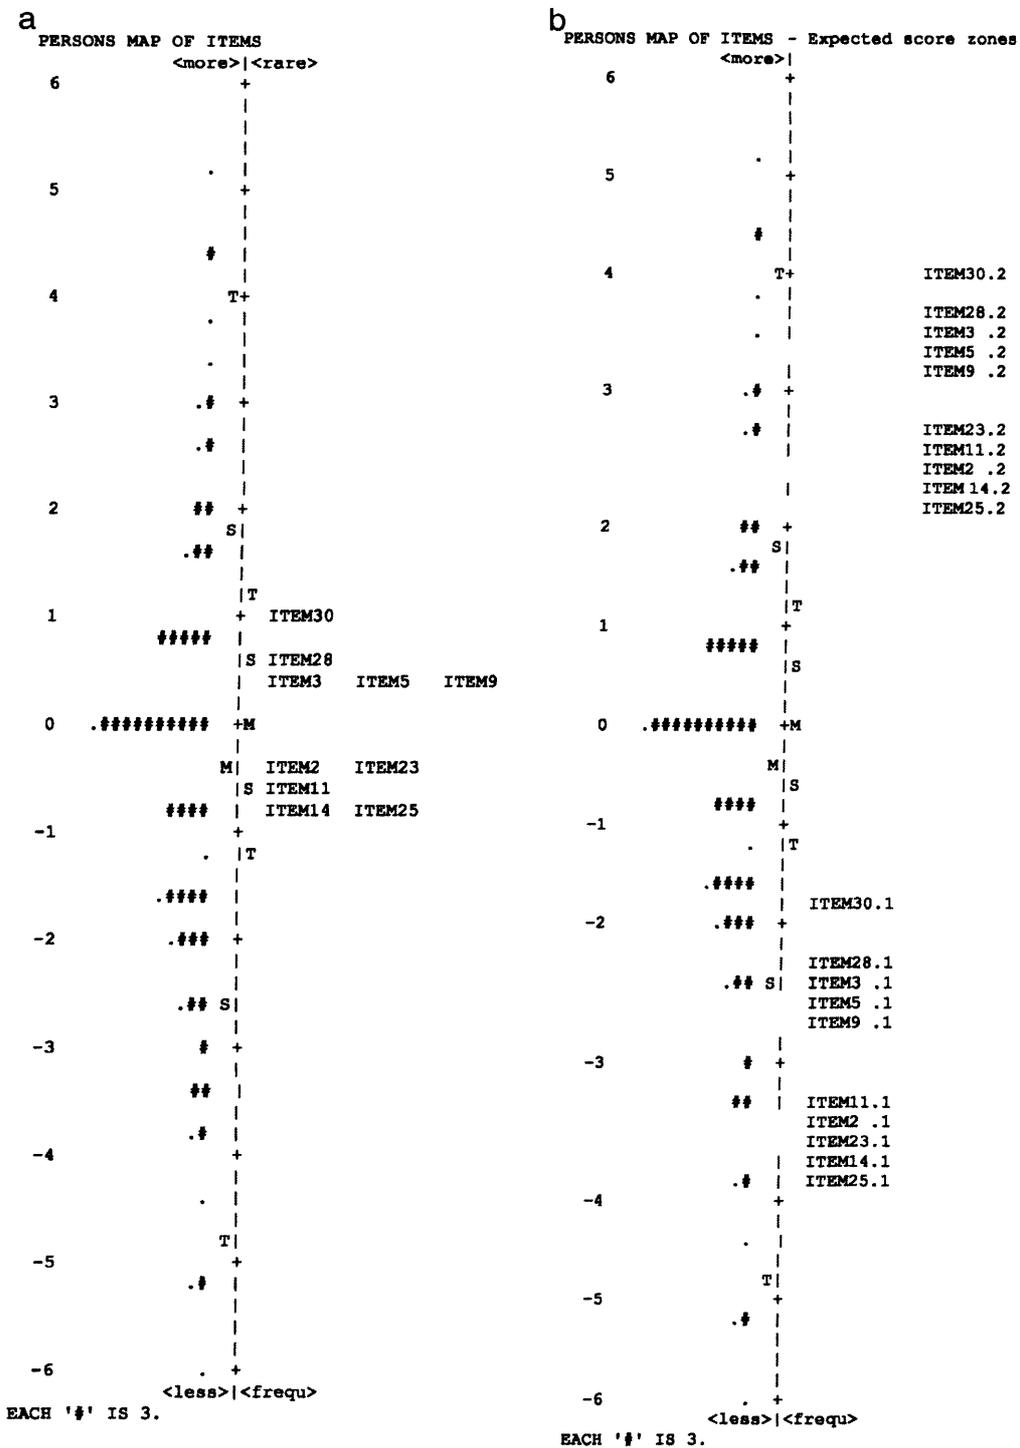 a
PERSONS MAP OF ITEMS
<more>|<rare>
6 +
|
|
|
. |
5 +
|
|
# |
|
4 T+
|
. |
|
. |
3 .# +
|
.# |
|
|
2 ## +
S|
.## |
|
|T
1 + ITEM30
##### |
|S ITEM28
| ITEM3 ITEM5 ITEM9
|
0 .########## +M
|
M| ITEM2 ITEM23
|S ITEM11
#### | ITEM14 ITEM25
-1 +
. |T
|
.#### |
|
-2 .### +
|
|
.## S|
|
-3 # +
|
## |
|
.# |
-4 +
|
. |
|
T|
-5 +
.# |
|
|
|
-6 . +
<less>|<frequ>
EACH '#' IS 3.
b
PERSONS MAP OF ITEMS - Expected score zones
<more>|
6 +
|
|
|
. |
5 +
|
|
# |
|
4 T+ ITEM30.2
. |
| ITEM28.2
. | ITEM3 .2
ITEM5 .2
| ITEM9 .2
3 .# +
|
.# | ITEM23.2
| ITEM11.2
ITEM2 .2
| ITEM14.2
ITEM25.2
2 ## +
S|
.## |
|
|T
1 +
##### |
|S
|
|
0 .########## +M
|
M|
|S
#### |
-1 +
. |T
|
.#### |
| ITEM30.1
-2 .### +
|
| ITEM28.1
.## S| ITEM3 .1
ITEM5 .1
ITEM9 .1
|
-3 # +
|
## | ITEM11.1
ITEM2 .1
ITEM23.1
| ITEM14.1
.# | ITEM25.1
-4 +
|
. |
|
T|
-5 +
.# |
|
|
|
-6 . +
<less>|<frequ>
EACH '#' IS 3.